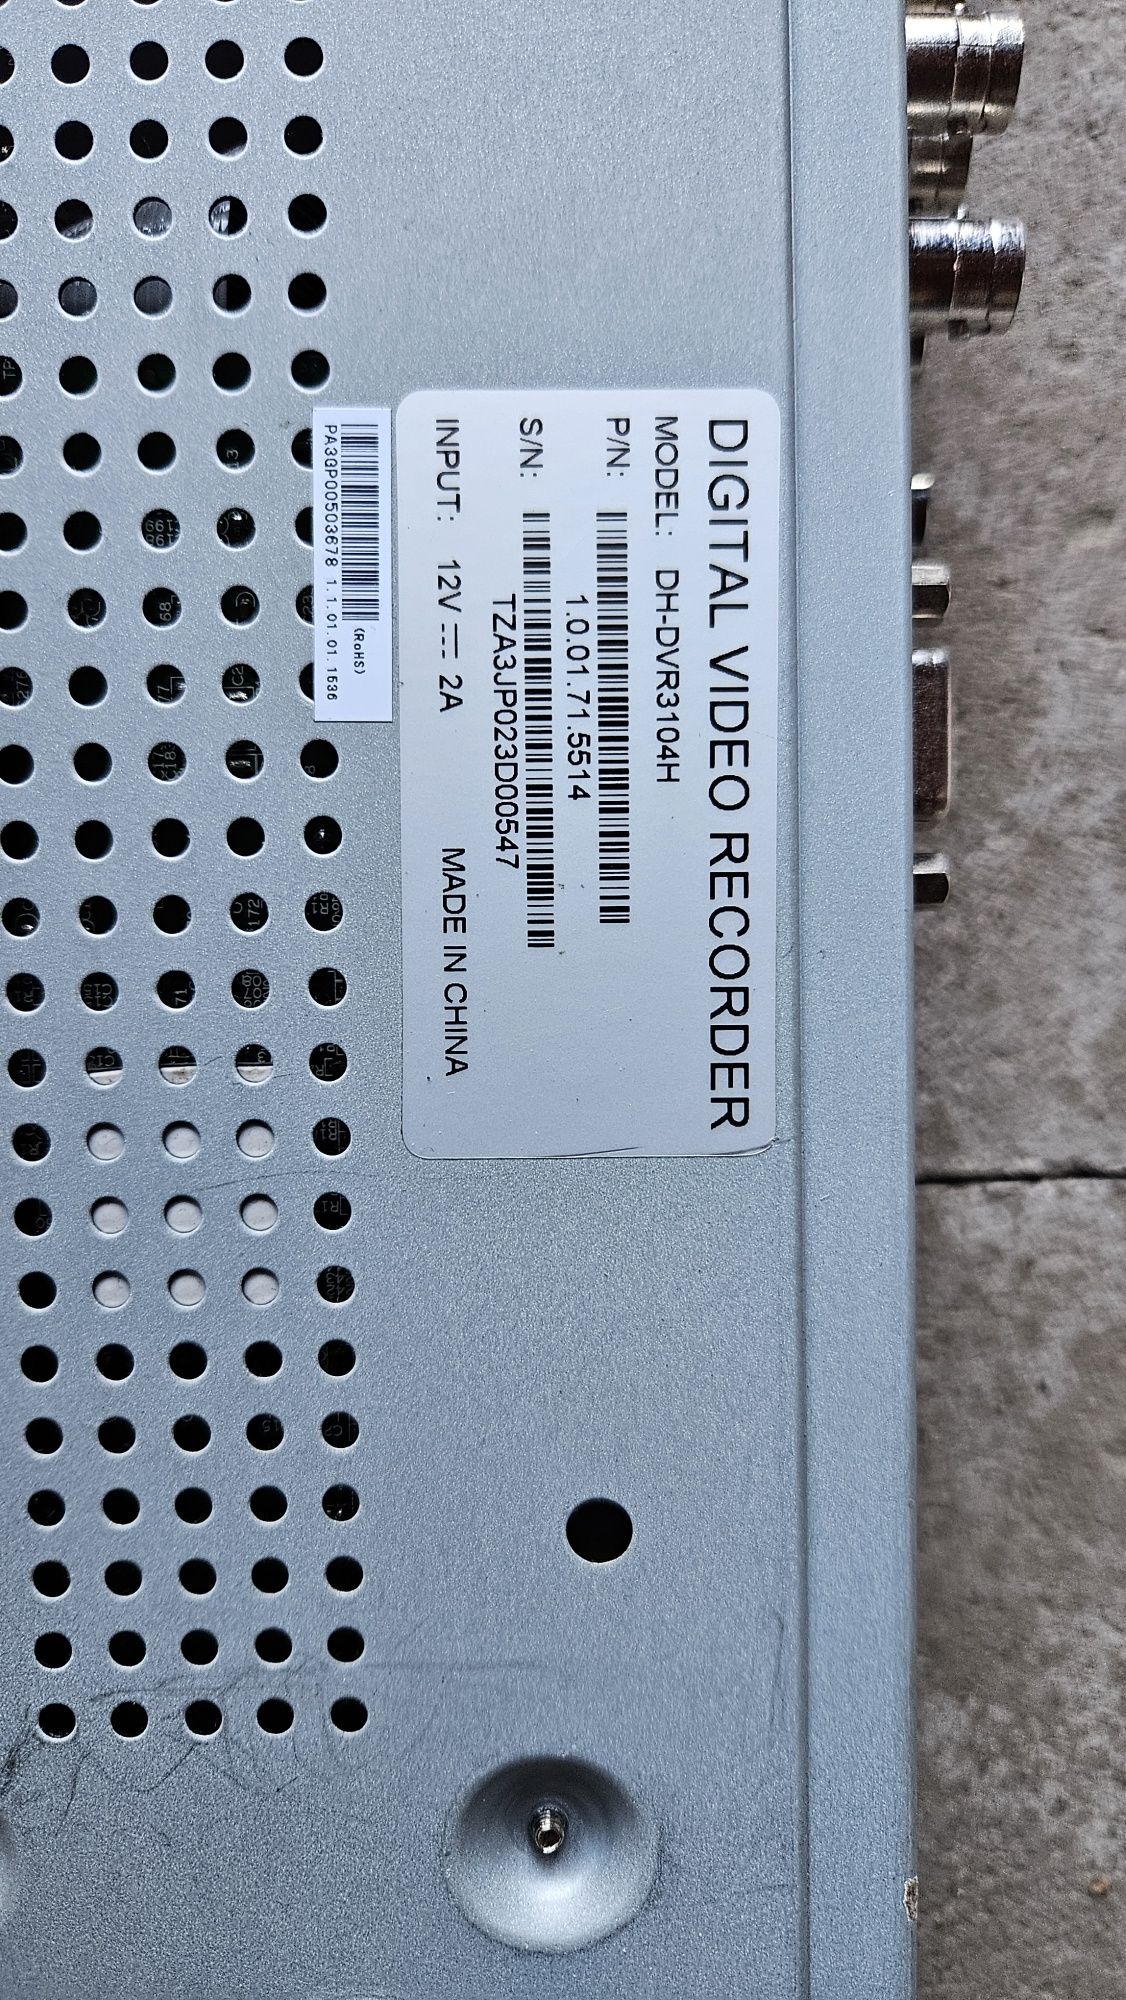 DIGITAL VIDEO RECORDER
MODEL: DH-DVR3104H
P/N:
1.0.01.71.5514
S/N:
TZA3JP023D00547
INPUT: 12V ⎓ 2A MADE IN CHINA
(RoHS)
PA3GP00503678 1.1.01.01.1536